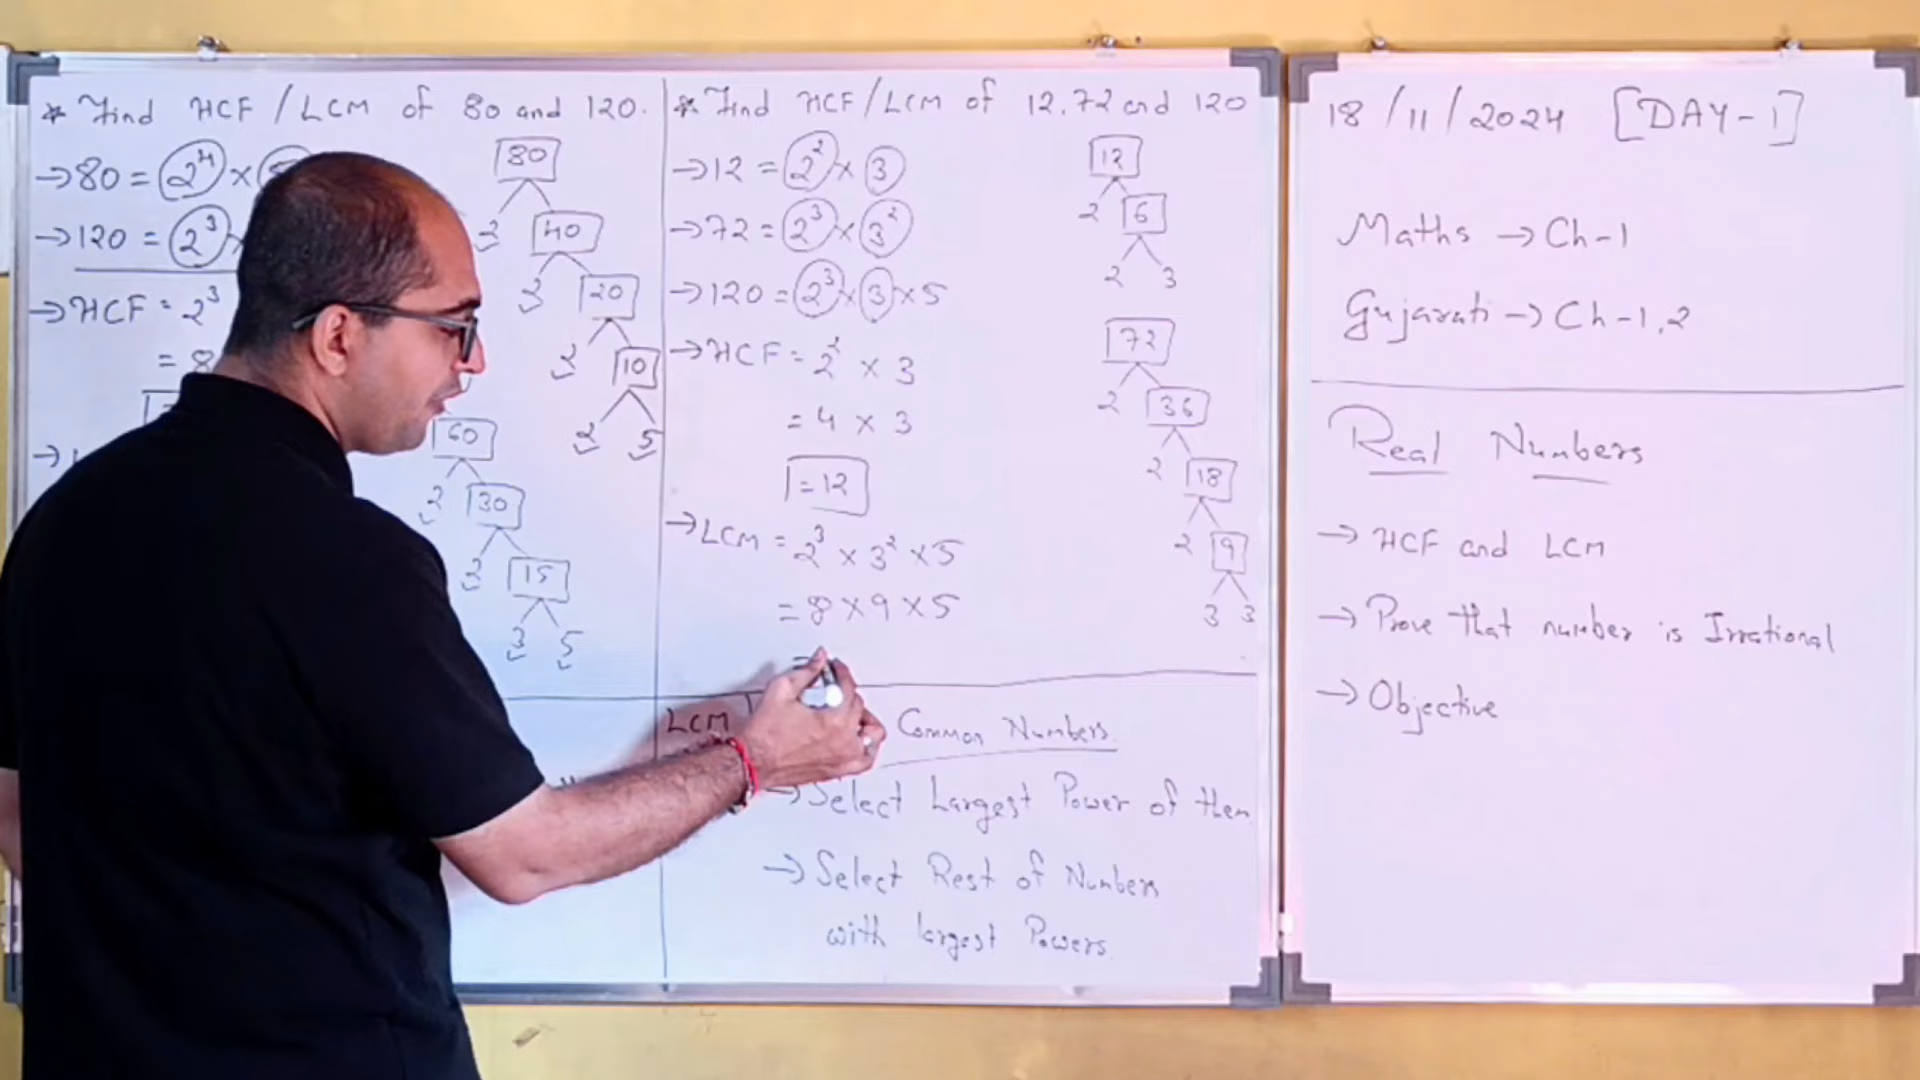 * Find HCF / LCM of 80 and 120.
→ 80 = 2⁴ ×
→ 120 = 2³
→ HCF = 2³
= 8
→
80
2 40
2 20
2 10
2 5
60
2 30
2 15
3 5
* Find HCF / LCM of 12, 72 and 120
→ 12 = 2² × 3
→ 72 = 2³ × 3²
→ 120 = 2³ × 3 × 5
→ HCF = 2² × 3
= 4 × 3
= 12
→ LCM = 2³ × 3² × 5
= 8 × 9 × 5
=
12
2 6
2 3
72
2 36
2 18
2 9
3 3
LCM Common Numbers.
→ Select Largest Power of them
→ Select Rest of Numbers
with largest Powers.
18/11/2024 [DAY-1]
Maths → Ch-1
Gujarati → Ch-1,2
Real Numbers
→ HCF and LCM
→ Prove that number is Irrational
→ Objective